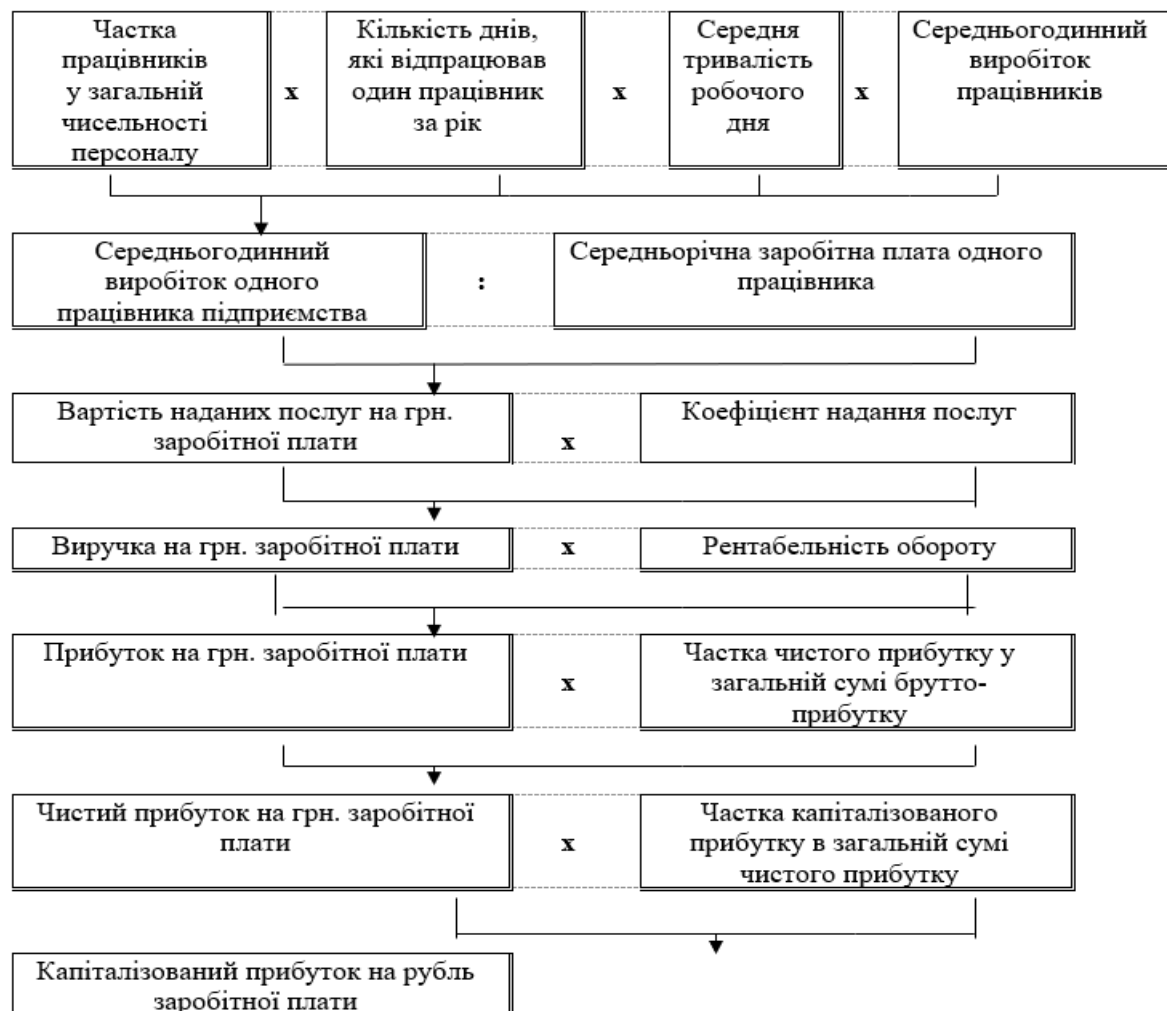 Частка
працівників
у загальній
чисельності
персоналу
x
Кількість днів,
які відпрацював
один працівник
за рік
x
Середня
тривалість
робочого
дня
x
Середньогодинний
виробіток
працівників
Середньогодинний
виробіток одного
працівника підприємства
:
Середньорічна заробітна плата одного
працівника
Вартість наданих послуг на грн.
заробітної плати
x
Коефіцієнт надання послуг
Виручка на грн. заробітної плати
x
Рентабельність обороту
Прибуток на грн. заробітної плати
x
Частка чистого прибутку у
загальній сумі брутто-
прибутку
Чистий прибуток на грн. заробітної
плати
x
Частка капіталізованого
прибутку в загальній сумі
чистого прибутку
Капіталізований прибуток на рубль
заробітної плати